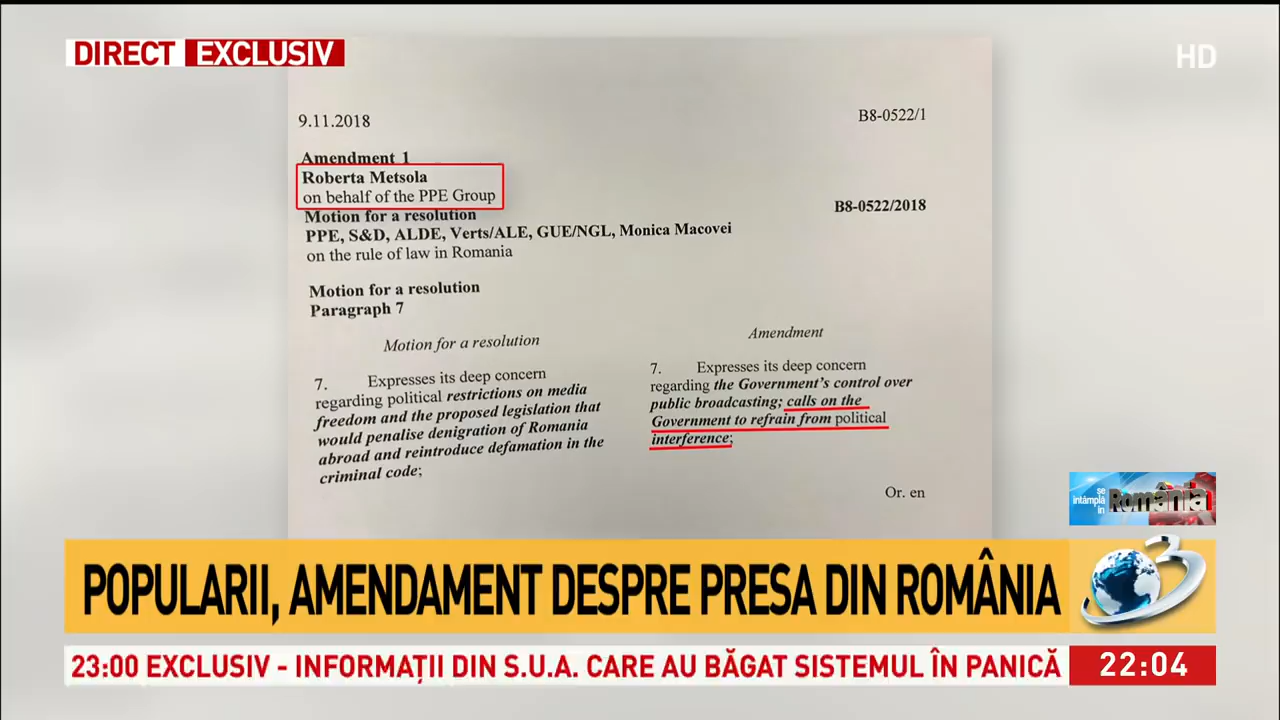 DIRECT EXCLUSIV
HD
9.11.2018
B8-0522/1
Amendment 1
Roberta Metsola
on behalf of the PPE Group
Motion for a resolution
B8-0522/2018
PPE, S&D, ALDE, Verts/ALE, GUE/NGL, Monica Macovei
on the rule of law in Romania
Motion for a resolution
Paragraph 7
Motion for a resolution
7. Expresses its deep concern
regarding political restrictions on media
freedom and the proposed legislation that
would penalise denigration of Romania
abroad and reintroduce defamation in the
criminal code;
Amendment
7. Expresses its deep concern
regarding the Government's control over
public broadcasting; calls on the
Government to refrain from political
interference;
Or. en
se
întâmplă
în
România
POPULARII, AMENDAMENT DESPRE PRESA DIN ROMÂNIA
3
23:00 EXCLUSIV - INFORMAȚII DIN S.U.A. CARE AU BĂGAT SISTEMUL ÎN PANICĂ
22:04